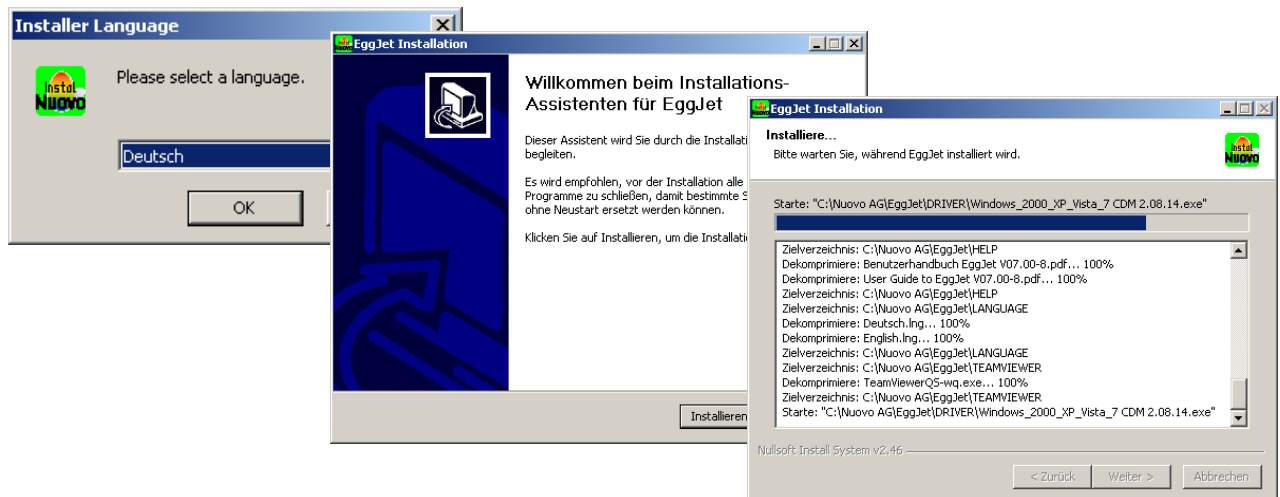 Installer Language
Instal
Nuovo
Please select a language.
Deutsch
OK
EggJet Installation
Willkommen beim Installations-
Assistenten für EggJet
Dieser Assistent wird Sie durch die
begleiten.
Es wird empfohlen, vor der Installation alle
Programme zu schließen, damit bestimmte
ohne Neustart ersetzt werden können.
Klicken Sie auf Installieren, um die
Installieren
EggJet Installation
Installiere...
Bitte warten Sie, während EggJet installiert wird.
Instal
Nuovo
Starte: "C:\Nuovo AG\EggJet\DRIVER\Windows_2000_XP_Vista_7 CDM 2.08.14.exe"
Zielverzeichnis: C:\Nuovo AG\EggJet\HELP
Dekomprimiere: Benutzerhandbuch EggJet V07.00-8.pdf... 100%
Dekomprimiere: User Guide to EggJet V07.00-8.pdf... 100%
Zielverzeichnis: C:\Nuovo AG\EggJet\HELP
Zielverzeichnis: C:\Nuovo AG\EggJet\LANGUAGE
Dekomprimiere: Deutsch.lng... 100%
Dekomprimiere: English.lng... 100%
Zielverzeichnis: C:\Nuovo AG\EggJet\LANGUAGE
Zielverzeichnis: C:\Nuovo AG\EggJet\TEAMVIEWER
Dekomprimiere: TeamViewerQS-wq.exe... 100%
Zielverzeichnis: C:\Nuovo AG\EggJet\TEAMVIEWER
Starte: "C:\Nuovo AG\EggJet\DRIVER\Windows_2000_XP_Vista_7 CDM 2.08.14.exe"
Nullsoft Install System v2.46
< Zurück
Weiter >
Abbrechen